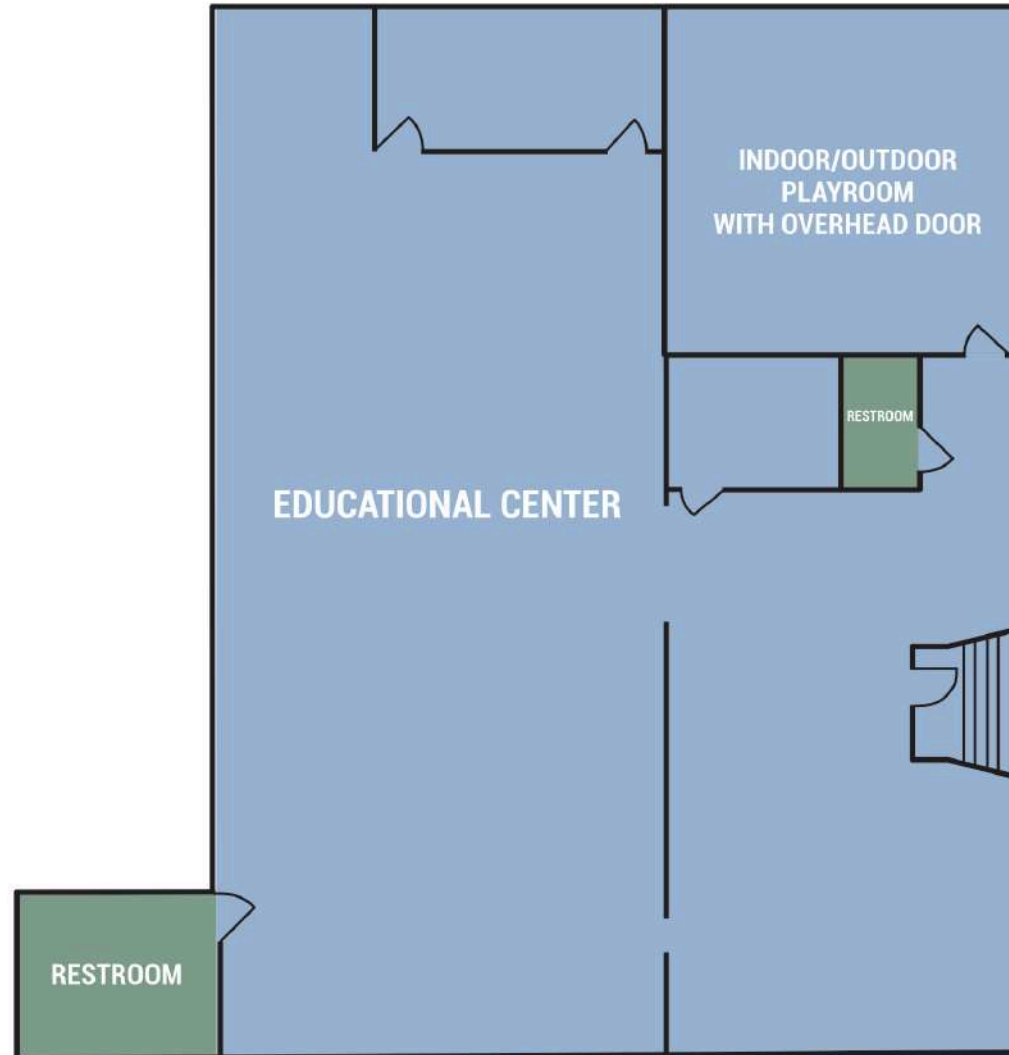 INDOOR/OUTDOOR
PLAYROOM
WITH OVERHEAD DOOR
RESTROOM
EDUCATIONAL CENTER
RESTROOM